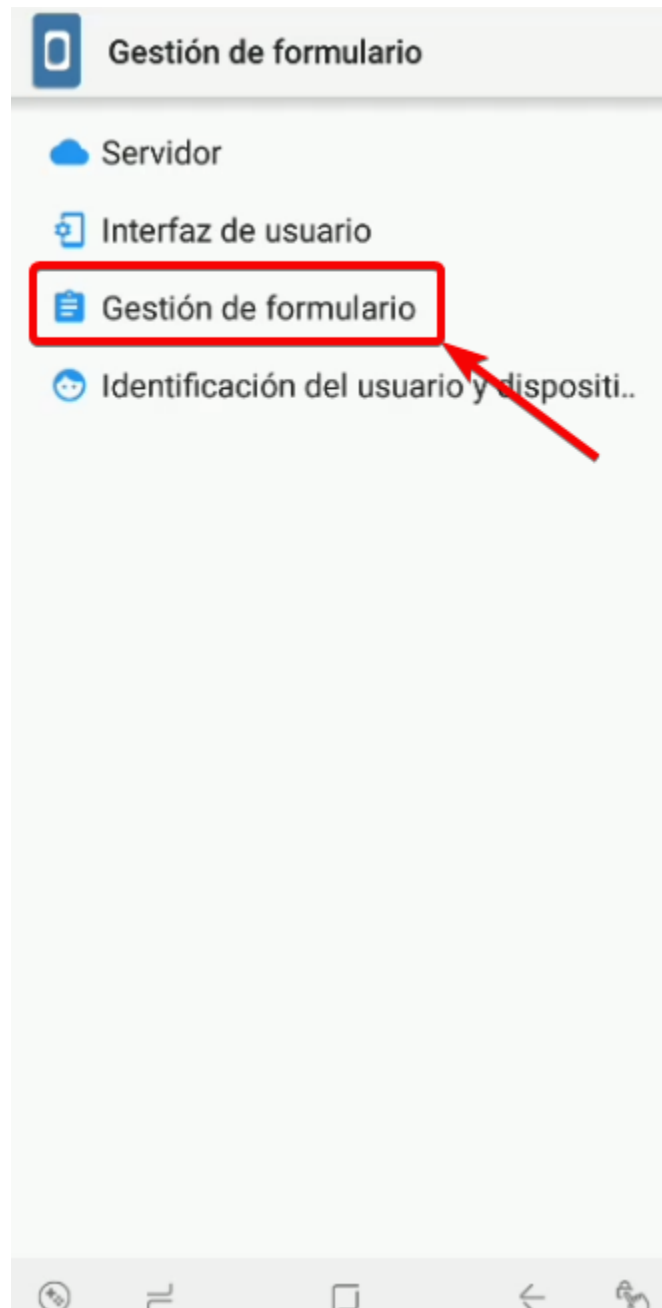 Gestión de formulario
Servidor
Interfaz de usuario
Gestión de formulario
Identificación del usuario y dispositi..